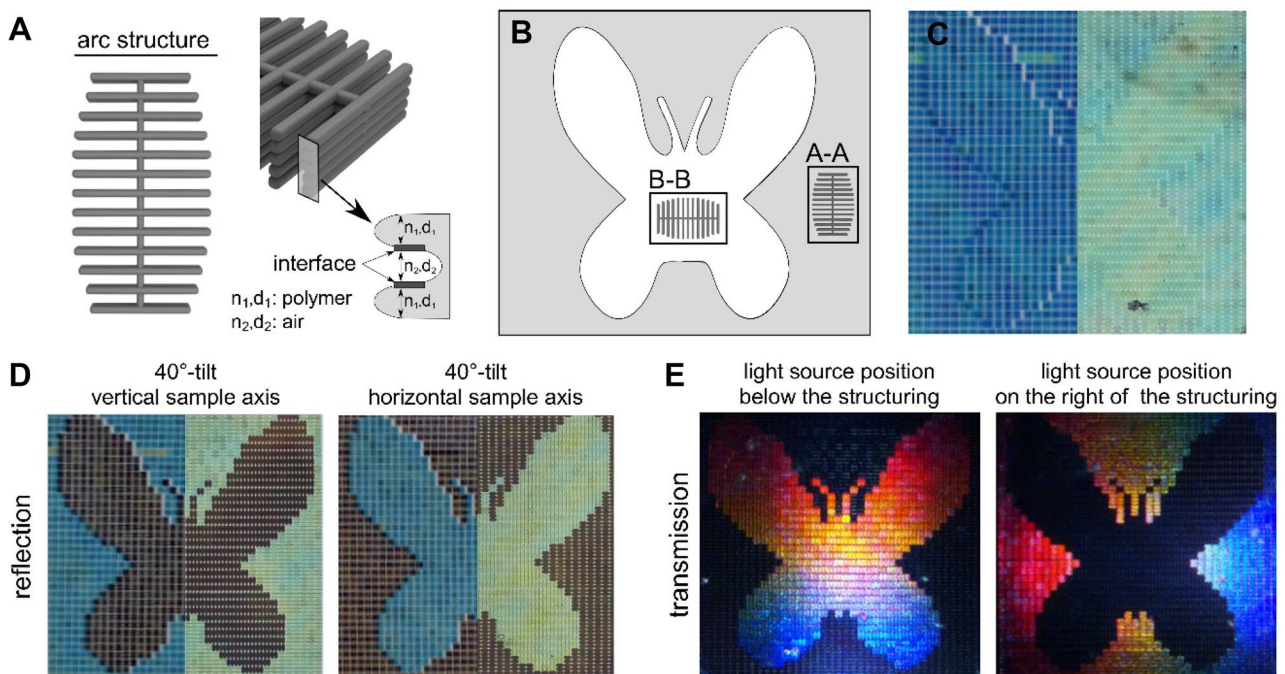 A
arc structure
n₁,d₁
n₂,d₂
n₁,d₁
interface
n₁,d₁: polymer
n₂,d₂: air
B
B-B
A-A
C
D
40°-tilt
vertical sample axis
40°-tilt
horizontal sample axis
reflection
E
light source position
below the structuring
light source position
on the right of the structuring
transmission